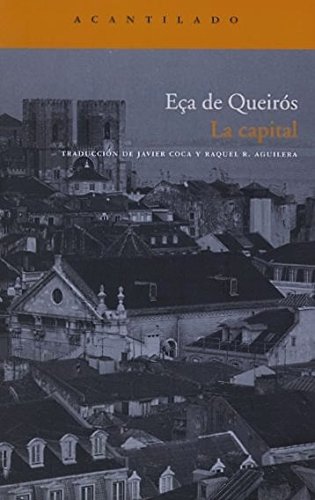 ACANTILADO
Eça de Queirós
La capital
TRADUCCIÓN DE JAVIER COCA Y RAQUEL R. AGUILERA